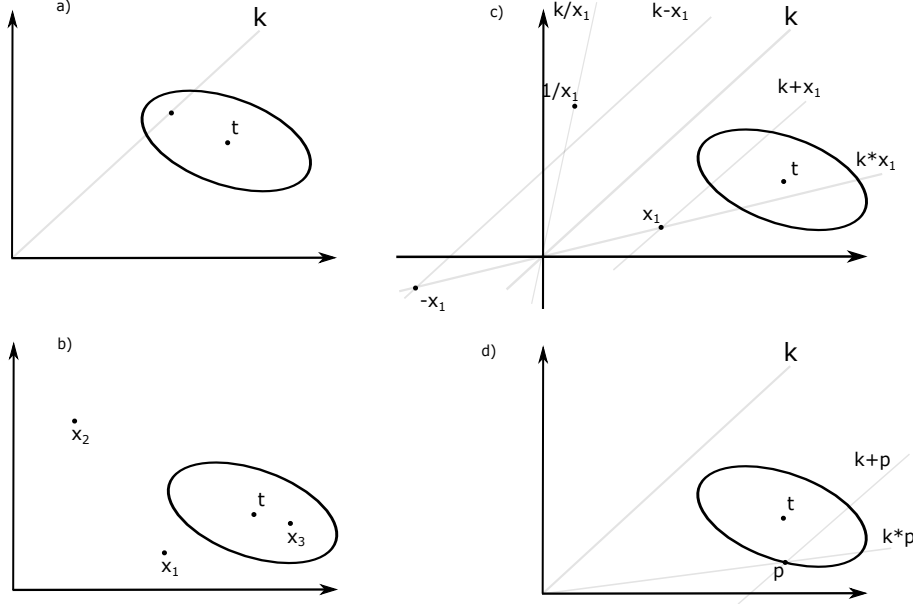 a)
k
t
c)
k/x₁
k-x₁
k
1/x₁
k+x₁
k*x₁
t
x₁
-x₁
b)
x₂
t
x₃
x₁
d)
k
k+p
t
k*p
p